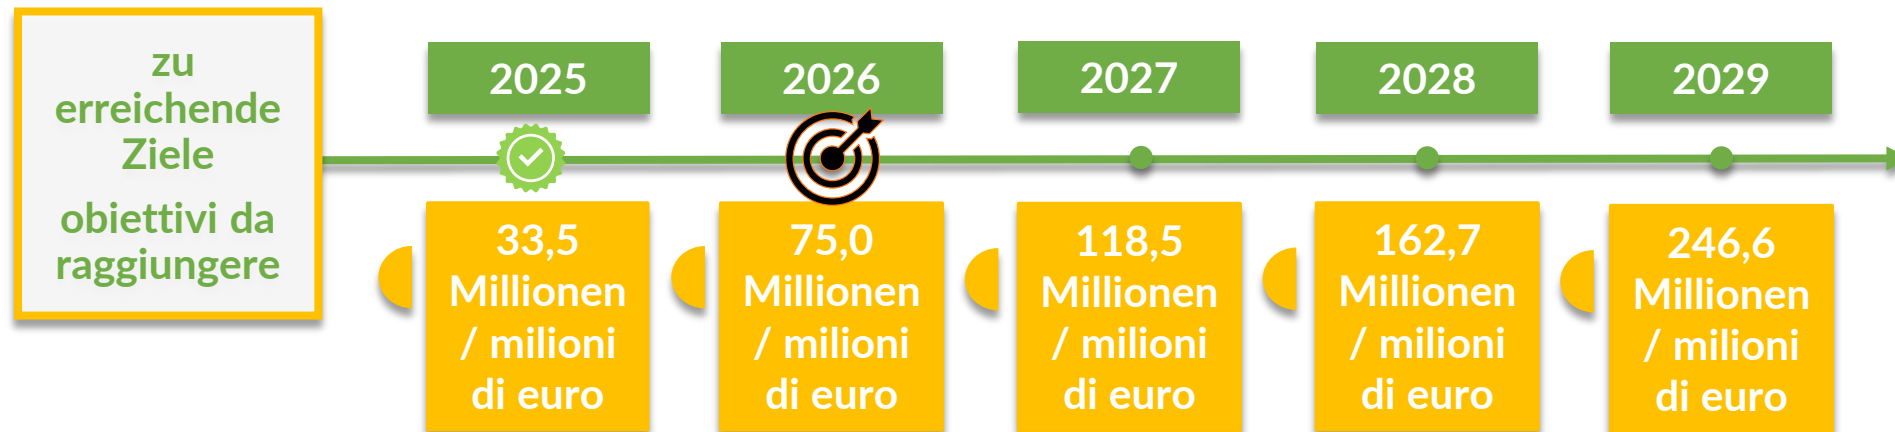 zu
erreichende
Ziele
obiettivi da
raggiungere
2025
2026
2027
2028
2029
33,5
Millionen
/ milioni
di euro
75,0
Millionen
/ milioni
di euro
118,5
Millionen
/ milioni
di euro
162,7
Millionen
/ milioni
di euro
246,6
Millionen
/ milioni
di euro